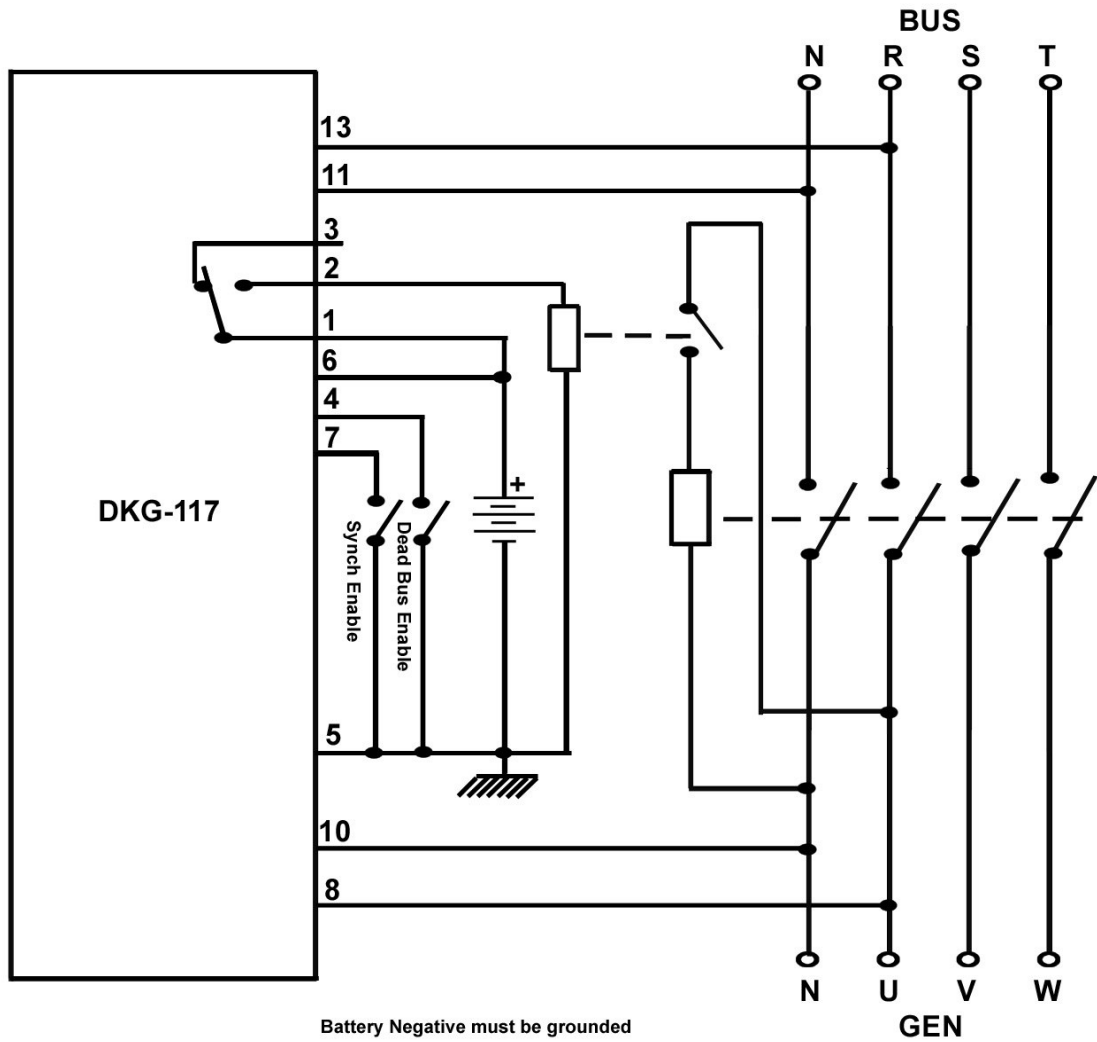 BUS
N R S T
13
11
3
2
1
6
4
7
+
DKG-117
Synch Enable
Dead Bus Enable
5
10
8
N U V W
GEN
Battery Negative must be grounded